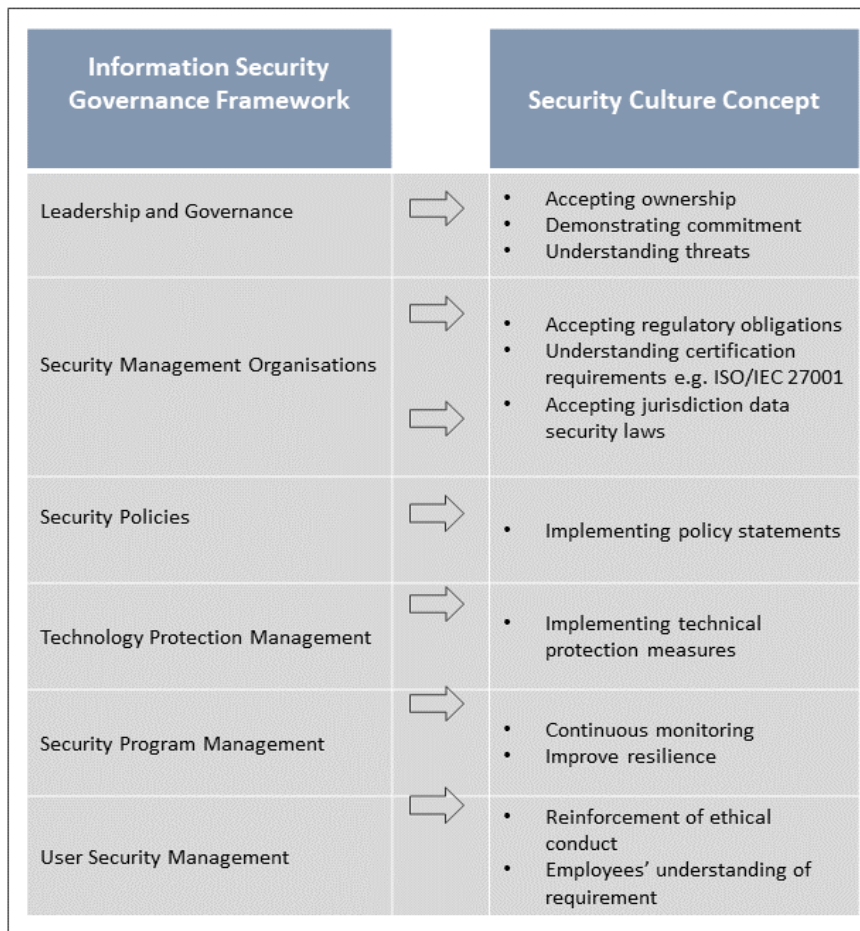 Information Security
Governance Framework
Security Culture Concept
Leadership and Governance
• Accepting ownership
• Demonstrating commitment
• Understanding threats
Security Management Organisations
• Accepting regulatory obligations
• Understanding certification
requirements e.g. ISO/IEC 27001
• Accepting jurisdiction data
security laws
Security Policies
• Implementing policy statements
Technology Protection Management
• Implementing technical
protection measures
Security Program Management
• Continuous monitoring
• Improve resilience
User Security Management
• Reinforcement of ethical
conduct
• Employees’ understanding of
requirement